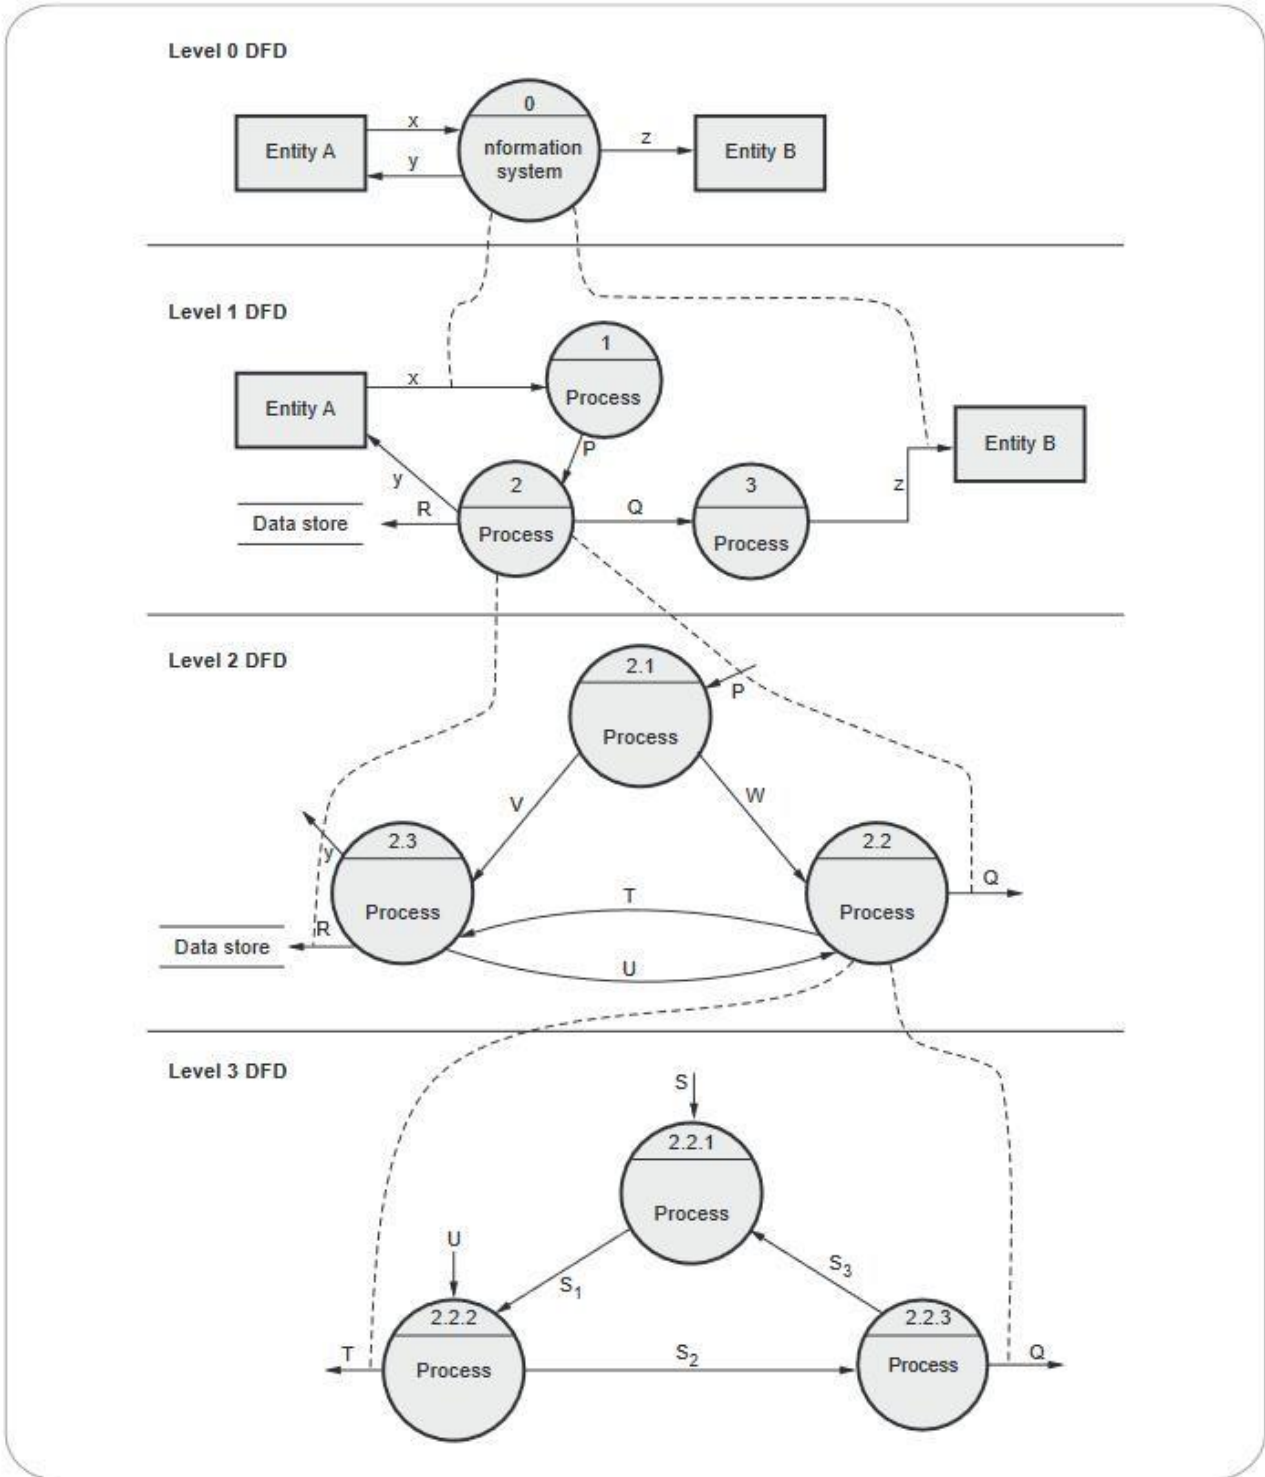 Level 0 DFD
0
x
Entity A
nformation
system
z
Entity B
y
Level 1 DFD
1
x
Process
Entity A
Entity B
P
y
2
3
z
R
Q
Data store
Process
Process
Level 2 DFD
2.1
P
Process
V
W
2.3
2.2
y
Q
T
Process
Process
R
Data store
U
Level 3 DFD
S
2.2.1
Process
U
S3
S1
2.2.2
2.2.3
T
S2
Q
Process
Process